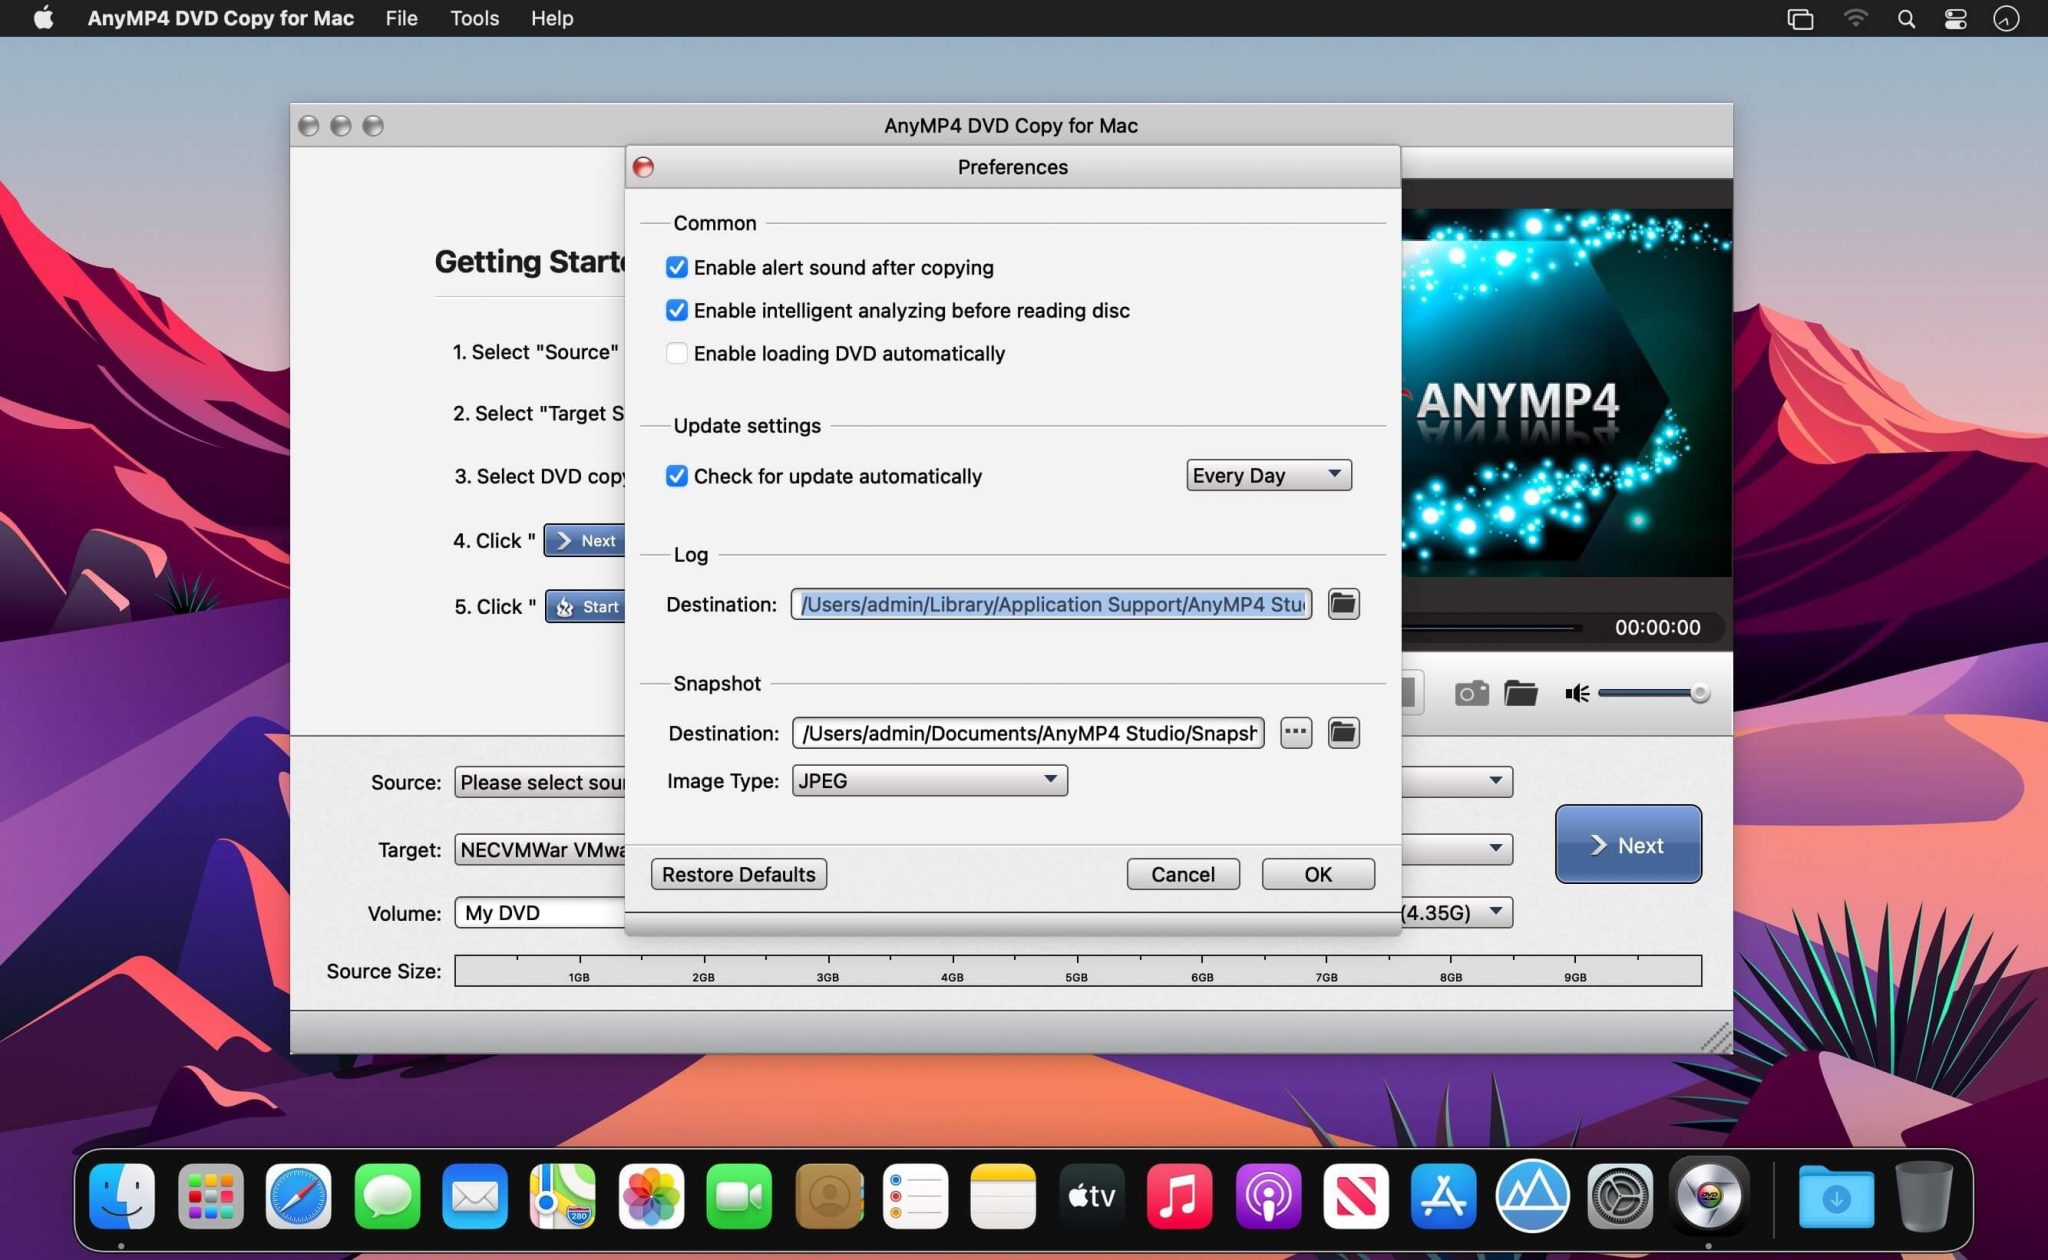 AnyMP4 DVD Copy for Mac File Tools Help
AnyMP4 DVD Copy for Mac
Preferences
Getting Starte
1. Select "Source"
2. Select "Target S
3. Select DVD copy
4. Click " Next
5. Click " Start
Common
Enable alert sound after copying
Enable intelligent analyzing before reading disc
Enable loading DVD automatically
Update settings
Check for update automatically Every Day
Log
Destination: /Users/admin/Library/Application Support/AnyMP4 Stu
Snapshot
Destination: /Users/admin/Documents/AnyMP4 Studio/Snapsh
Image Type: JPEG
Restore Defaults Cancel OK
ANYMP4
00:00:00
Source: Please select sou
Target: NECVMWar VMwa
Next
Volume: My DVD (4.35G)
Source Size: 1GB 2GB 3GB 4GB 5GB 6GB 7GB 8GB 9GB
280
tv
DVD